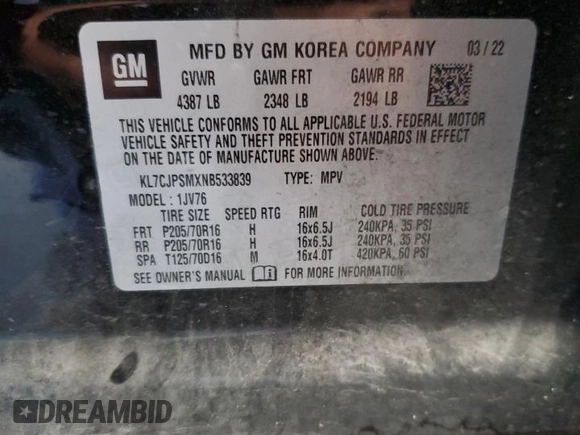 GM
MFD BY GM KOREA COMPANY 03 / 22
GVWR GAWR FRT GAWR RR
4387 LB 2348 LB 2194 LB
THIS VEHICLE CONFORMS TO ALL APPLICABLE U.S. FEDERAL MOTOR
VEHICLE SAFETY AND THEFT PREVENTION STANDARDS IN EFFECT
ON THE DATE OF MANUFACTURE SHOWN ABOVE.
KL7CJPSMXNB533839 TYPE: MPV
MODEL: 1JV76
TIRE SIZE SPEED RTG RIM COLD TIRE PRESSURE
FRT P205/70R16 H 16x6.5J 240KPA, 35 PSI
RR P205/70R16 H 16x6.5J 240KPA, 35 PSI
SPA T125/70D16 M 16x4.0T 420KPA, 60 PSI
SEE OWNER'S MANUAL FOR MORE INFORMATION
DREAMBID